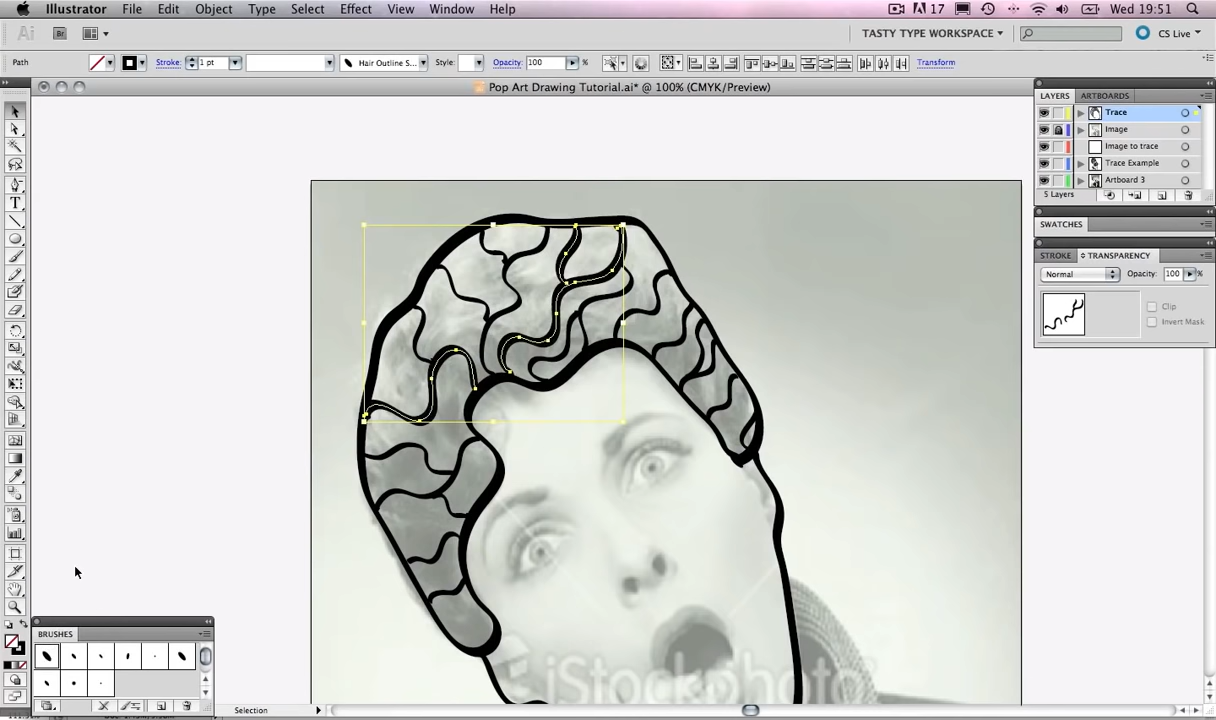 Illustrator File Edit Object Type Select Effect View Window Help 17 Wed 19:51
Ai Br TASTY TYPE WORKSPACE CS Live
Path Stroke: 1 pt Hair Outline S... Style: Opacity: 100 % Transform
Pop Art Drawing Tutorial.ai* @ 100% (CMYK/Preview)
LAYERS ARTBOARDS
Trace
Image
Image to trace
Trace Example
Artboard 3
5 Layers
SWATCHES
STROKE TRANSPARENCY
Normal Opacity: 100 %
Clip
Invert Mask
BRUSHES
iStockphoto
Selection